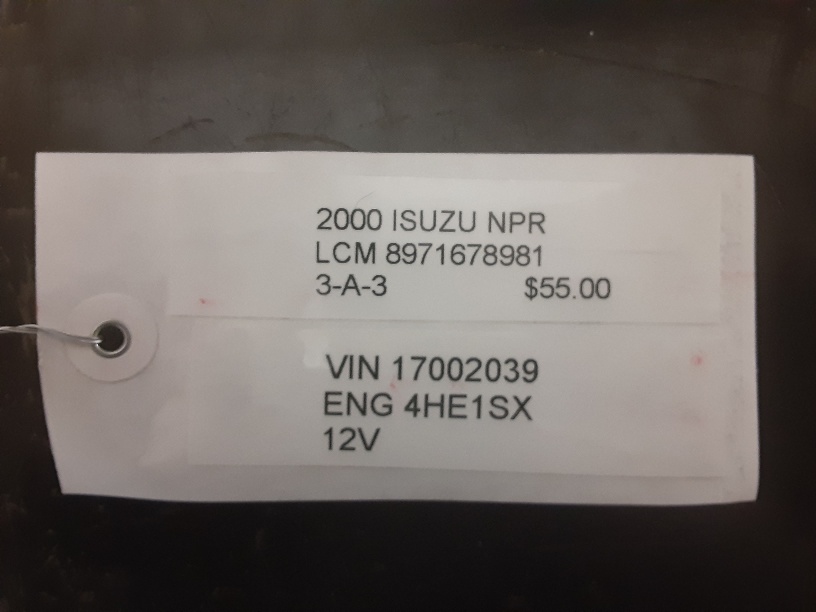 2000 ISUZU NPR
LCM 8971678981
3-A-3 $55.00
VIN 17002039
ENG 4HE1SX
12V